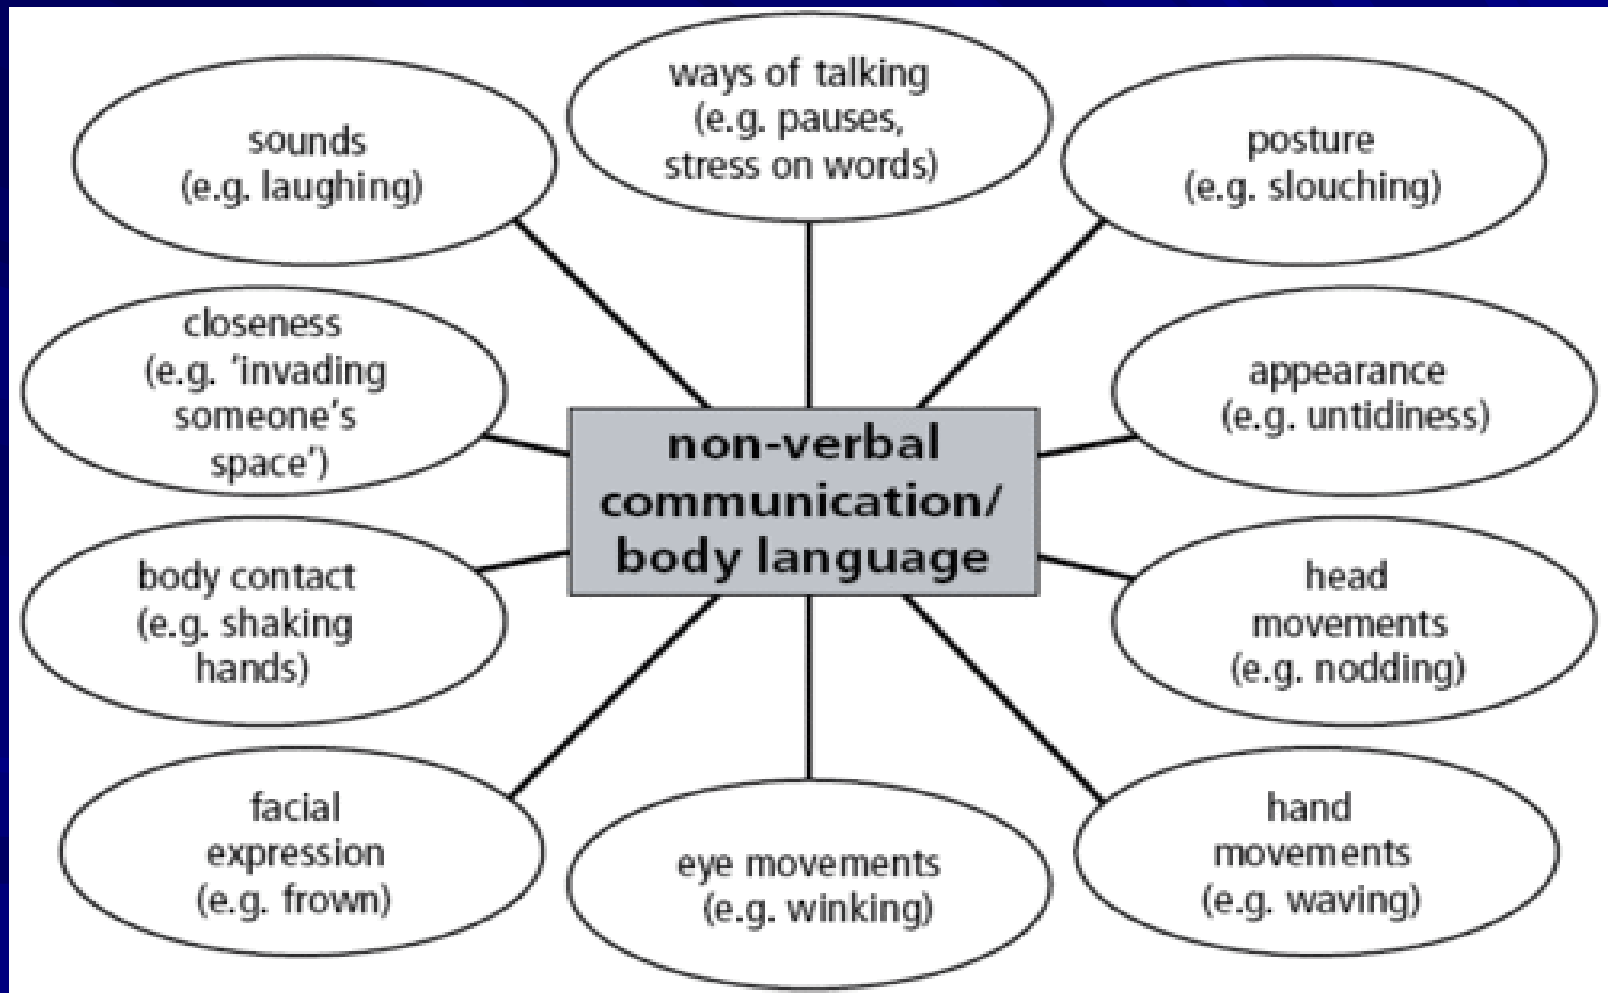 ways of talking
(e.g. pauses,
stress on words)
sounds
(e.g. laughing)
posture
(e.g. slouching)
closeness
(e.g. 'invading
someone's
space')
appearance
(e.g. untidiness)
non-verbal
communication/
body language
body contact
(e.g. shaking
hands)
head
movements
(e.g. nodding)
facial
expression
(e.g. frown)
eye movements
(e.g. winking)
hand
movements
(e.g. waving)